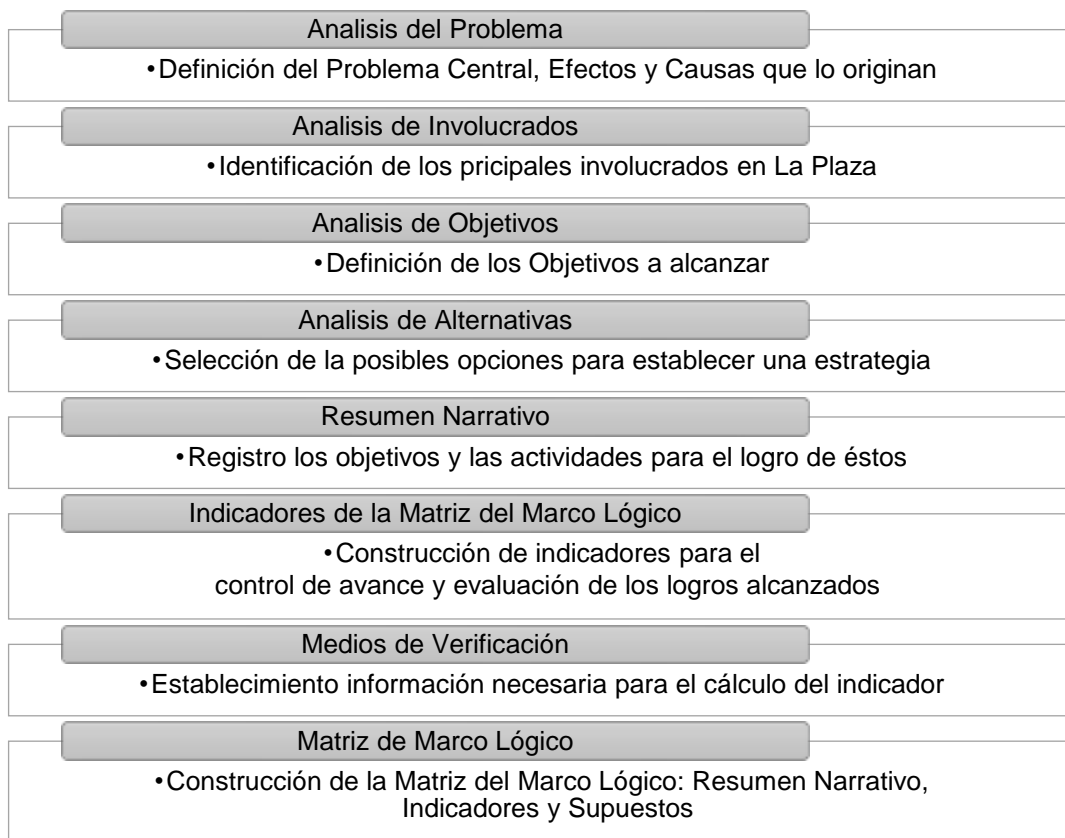 Analisis del Problema
•Definición del Problema Central, Efectos y Causas que lo originan
Analisis de Involucrados
•Identificación de los pricipales involucrados en La Plaza
Analisis de Objetivos
•Definición de los Objetivos a alcanzar
Analisis de Alternativas
•Selección de la posibles opciones para establecer una estrategia
Resumen Narrativo
•Registro los objetivos y las actividades para el logro de éstos
Indicadores de la Matriz del Marco Lógico
•Construcción de indicadores para el
control de avance y evaluación de los logros alcanzados
Medios de Verificación
•Establecimiento información necesaria para el cálculo del indicador
Matriz de Marco Lógico
•Construcción de la Matriz del Marco Lógico: Resumen Narrativo,
Indicadores y Supuestos